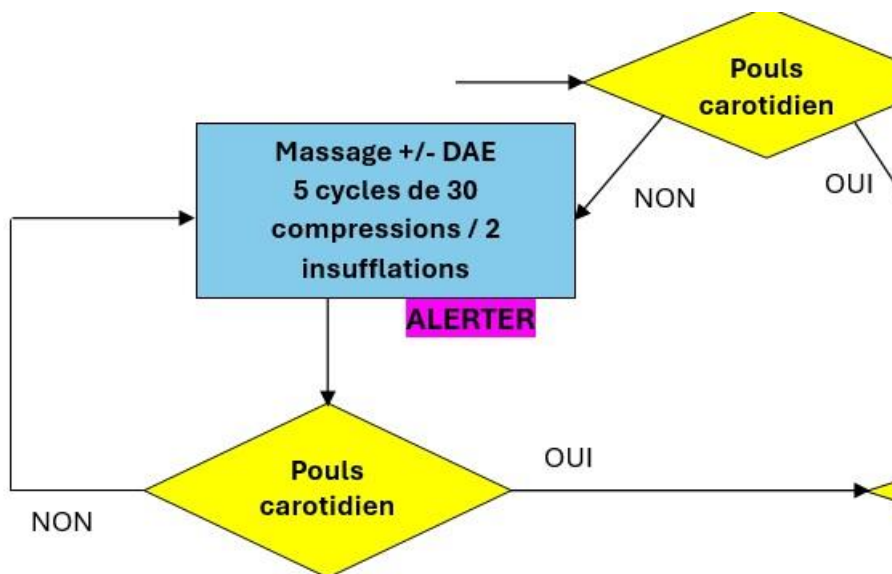 Pouls
carotidien
Massage +/- DAE
5 cycles de 30
compressions / 2
insufflations
NON
OUI
ALERTER
Pouls
carotidien
OUI
NON